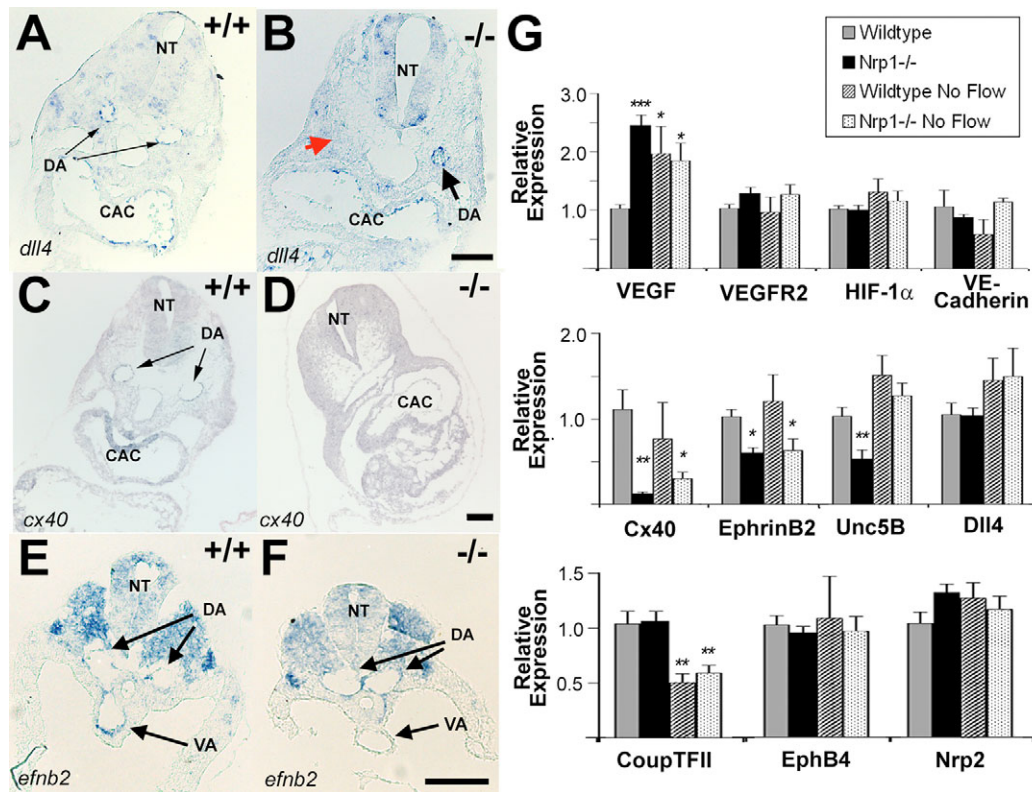 A
+/+
NT
DA
CAC
dll4
B
-/-
NT
DA
CAC
dll4
C
+/+
NT
DA
CAC
cx40
D
-/-
NT
CAC
cx40
E
+/+
NT
DA
VA
efnb2
F
-/-
NT
DA
VA
efnb2
G
Wildtype
Nrp1-/-
Wildtype No Flow
Nrp1-/- No Flow
Relative
Expression
3.0
2.0
1.0
***
*
*
VEGF
VEGFR2
HIF-1α
VE-
Cadherin
Relative
Expression
1.0
**
*
*
*
**
Cx40
EphrinB2
Unc5B
Dll4
Relative
Expression
1.5
1.0
0.5
**
**
CoupTFII
EphB4
Nrp2